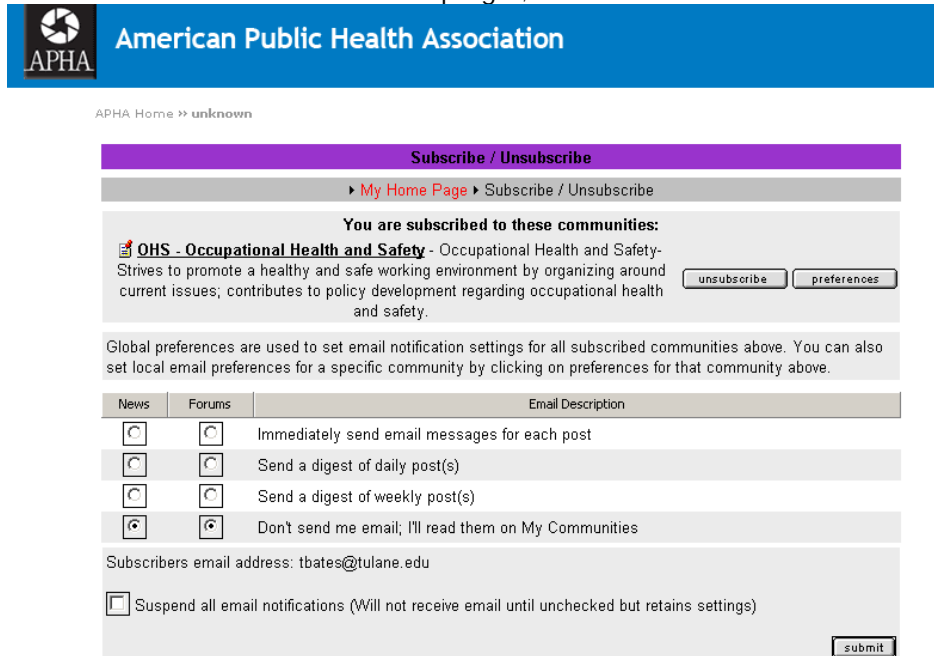 APHA
American Public Health Association
APHA Home >> unknown
Subscribe / Unsubscribe
My Home Page Subscribe / Unsubscribe
You are subscribed to these communities:
OHS - Occupational Health and Safety - Occupational Health and Safety-
Strives to promote a healthy and safe working environment by organizing around
current issues; contributes to policy development regarding occupational health
and safety.
unsubscribe preferences
Global preferences are used to set email notification settings for all subscribed communities above. You can also
set local email preferences for a specific community by clicking on preferences for that community above.
News Forums Email Description
Immediately send email messages for each post
Send a digest of daily post(s)
Send a digest of weekly post(s)
Don't send me email; I'll read them on My Communities
Subscribers email address: tbates@tulane.edu
Suspend all email notifications (Will not receive email until unchecked but retains settings)
submit